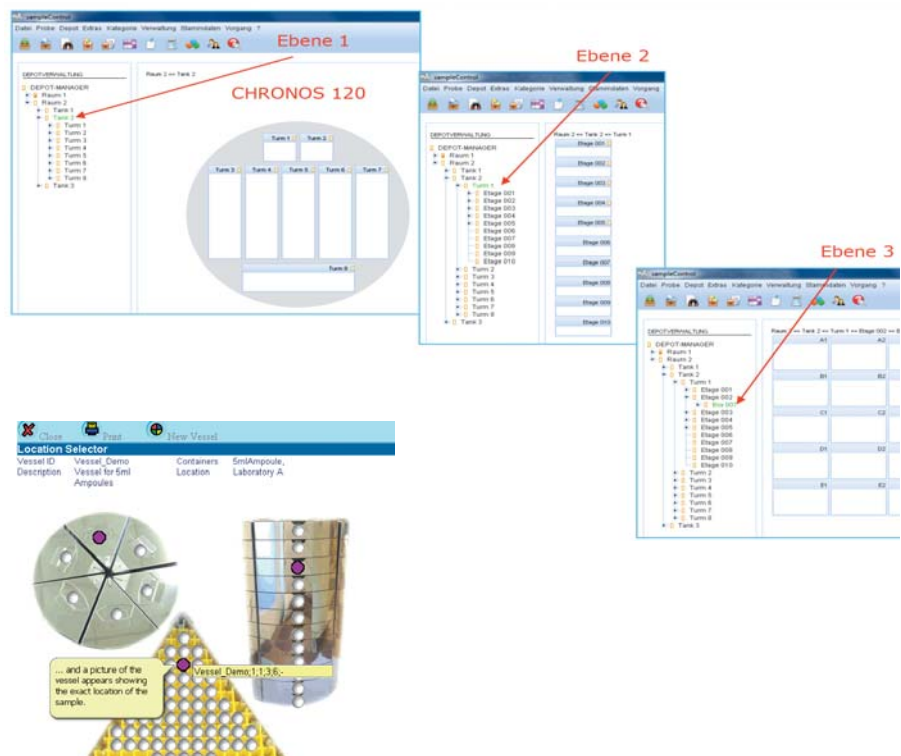 sampleControl
Datei Probe Depot Extras Kategorie Verwaltung Stammdaten Vorgang ?
Ebene 1
DEPOTVERWALTUNG
Raum 2 >> Tank 2
DEPOT-MANAGER
Raum 1
Raum 2
Tank 1
Tank 2
Turm 1
Turm 2
Turm 3
Turm 4
Turm 5
Turm 6
Turm 7
Turm 8
Tank 3
CHRONOS 120
Turm 1 Turm 2
Turm 3 Turm 4 Turm 5 Turm 6 Turm 7
Turm 8
Ebene 2
sampleControl
Datei Probe Depot Extras Kategorie Verwaltung Stammdaten Vorgang
DEPOTVERWALTUNG
Raum 2 >> Tank 2 >> Turm 1
DEPOT-MANAGER
Raum 1
Raum 2
Tank 1
Tank 2
Turm 1
Etage 001
Etage 002
Etage 003
Etage 004
Etage 005
Etage 006
Etage 007
Etage 008
Etage 009
Etage 010
Turm 2
Turm 3
Turm 4
Turm 5
Turm 6
Turm 7
Turm 8
Tank 3
Etage 001
Etage 002
Etage 003
Etage 004
Etage 005
Etage 006
Etage 007
Etage 008
Etage 009
Etage 010
Ebene 3
sampleControl
Datei Probe Depot Extras Kategorie Verwaltung Stammdaten Vorgang ?
DEPOTVERWALTUNG
Raum 2 >> Tank 2 >> Turm 1 >> Etage 002 >> B
DEPOT-MANAGER
Raum 1
Raum 2
Tank 1
Tank 2
Turm 1
Etage 001
Etage 002
Box 001
Etage 003
Etage 004
Etage 005
Etage 006
Etage 007
Etage 008
Etage 009
Etage 010
Turm 2
Turm 3
Turm 4
Turm 5
Turm 6
Turm 7
Turm 8
Tank 3
A1 A2
B1 B2
C1 C2
D1 D2
E1 E2
Close Print New Vessel
Location Selector
Vessel ID Vessel_Demo Containers 5mlAmpoule,
Description Vessel for 5ml Location Laboratory A.
Ampoules
... and a picture of the
vessel appears showing
the exact location of the
sample.
Vessel_Demo;1;1;3;6;-